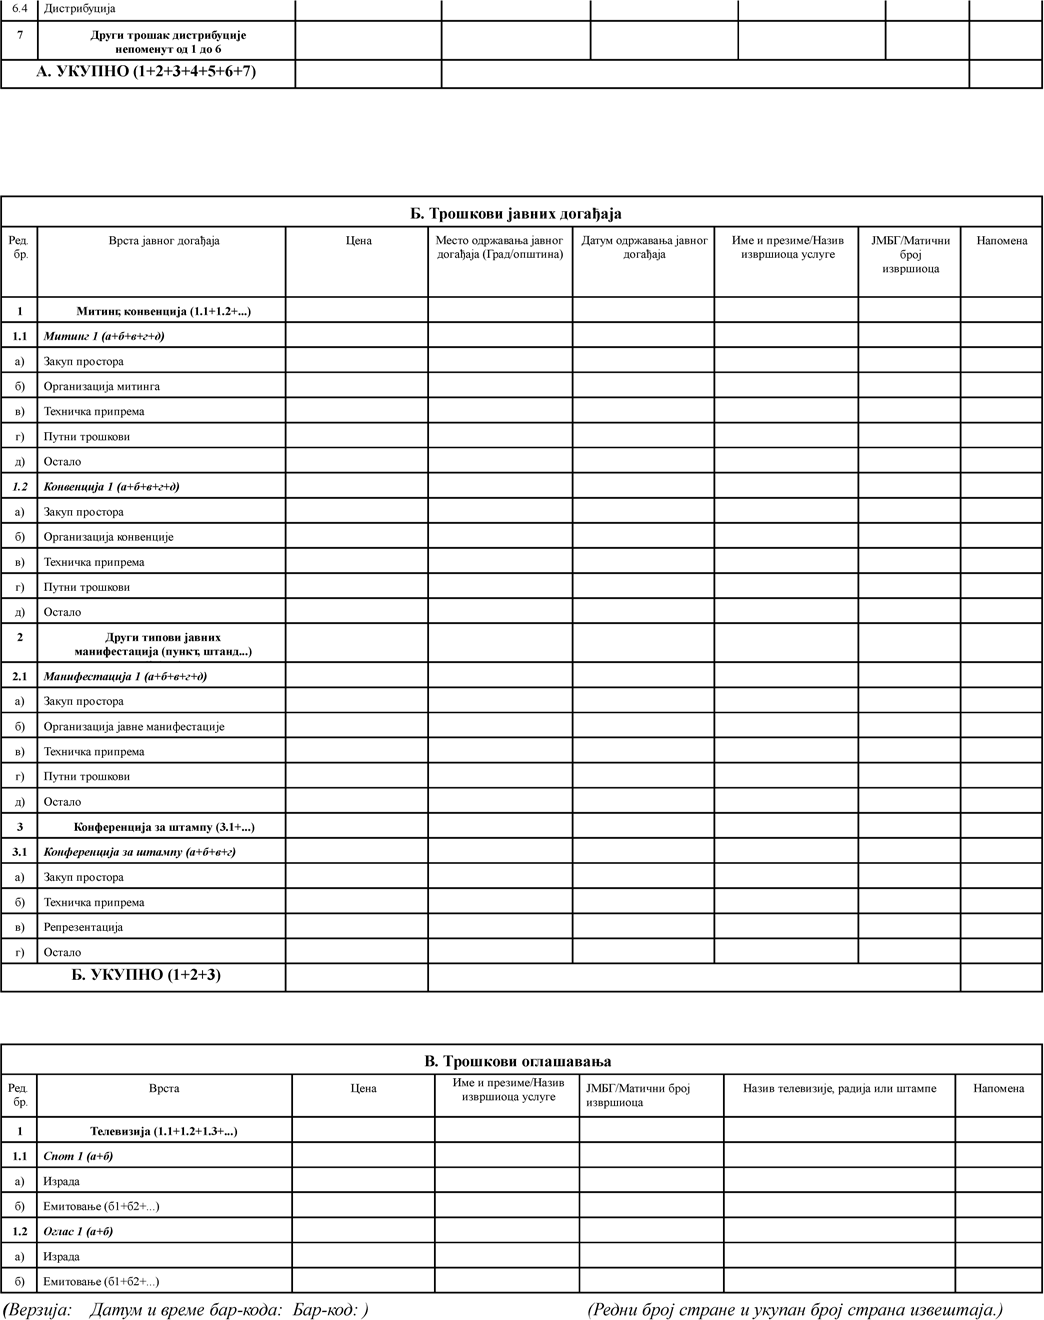 6.4 Дистрибуција
7 Други трошак дистрибуције
непоменут од 1 до 6
А. УКУПНО (1+2+3+4+5+6+7)
Б. Трошкови јавних догађаја
Ред. бр. Врста јавног догађаја Цена Место одржавања јавног догађаја (Град/општина) Датум одржавања јавног догађаја Име и презиме/Назив извршиоца услуге ЈМБГ/Матични број извршиоца Напомена
1 Митинг, конвенција (1.1+1.2+...)
1.1 Митинг 1 (а+б+в+г+д)
а) Закуп простора
б) Организација митинга
в) Техничка припрема
г) Путни трошкови
д) Остало
1.2 Конвенција 1 (а+б+в+г+д)
а) Закуп простора
б) Организација конвенције
в) Техничка припрема
г) Путни трошкови
д) Остало
2 Други типови јавних
манифестација (пункт, штанд...)
2.1 Манифестација 1 (а+б+в+г+д)
а) Закуп простора
б) Организација јавне манифестације
в) Техничка припрема
г) Путни трошкови
д) Остало
3 Конференција за штампу (3.1+...)
3.1 Конференција за штампу (а+б+в+г)
а) Закуп простора
б) Техничка припрема
в) Репрезентација
г) Остало
Б. УКУПНО (1+2+3)
В. Трошкови оглашавања
Ред. бр. Врста Цена Име и презиме/Назив извршиоца услуге ЈМБГ/Матични број извршиоца Назив телевизије, радија или штампе Напомена
1 Телевизија (1.1+1.2+1.3+...)
1.1 Спот 1 (а+б)
а) Израда
б) Емитовање (б1+б2+...)
1.2 Оглас 1 (а+б)
а) Израда
б) Емитовање (б1+б2+...)
(Верзија: Датум и време бар-кода: Бар-код: ) (Редни број стране и укупан број страна извештаја.)